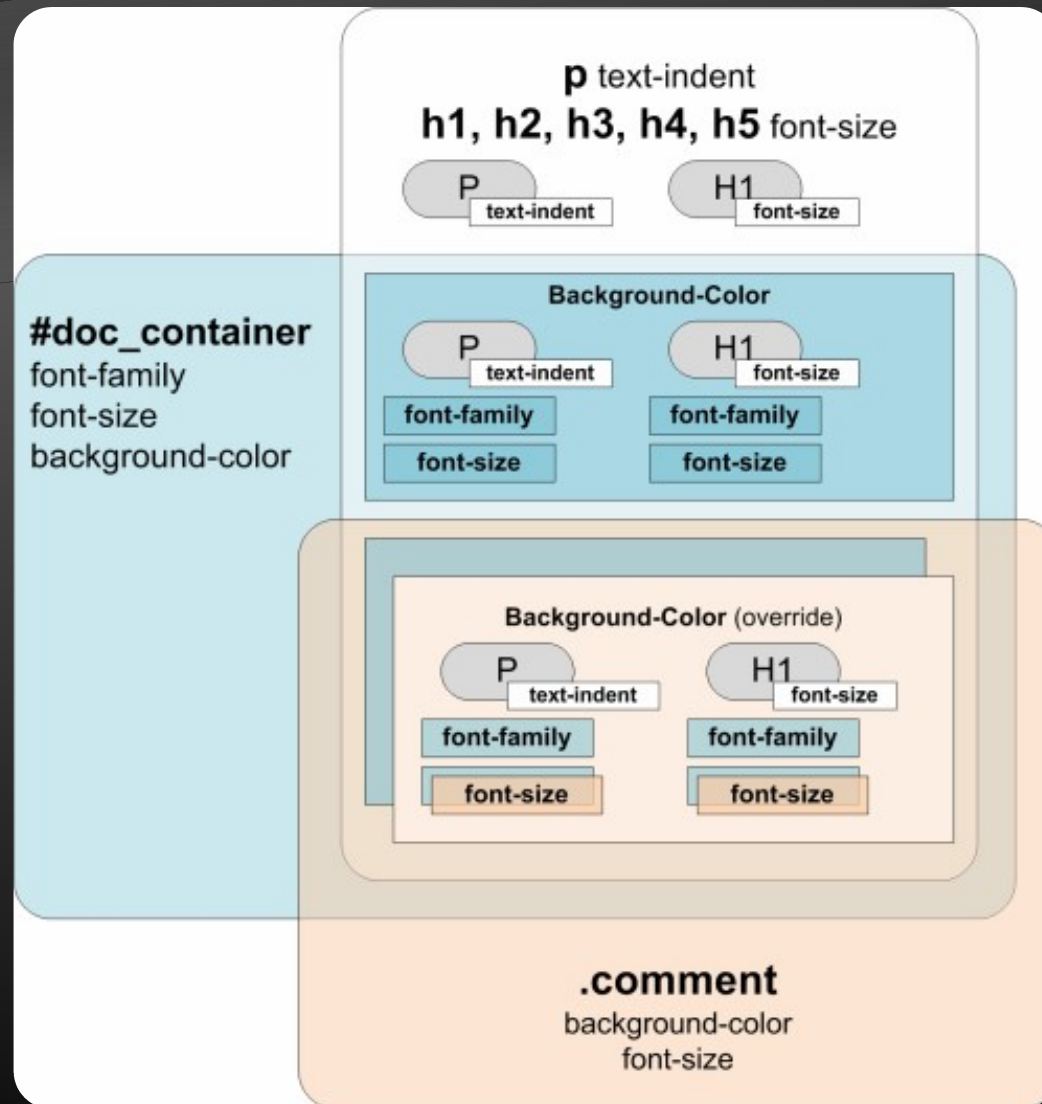 p text-indent
h1, h2, h3, h4, h5 font-size
P H1
text-indent font-size
#doc_container
font-family
font-size
background-color
Background-Color
P H1
text-indent font-size
font-family font-family
font-size font-size
Background-Color (override)
P H1
text-indent font-size
font-family font-family
font-size font-size
.comment
background-color
font-size